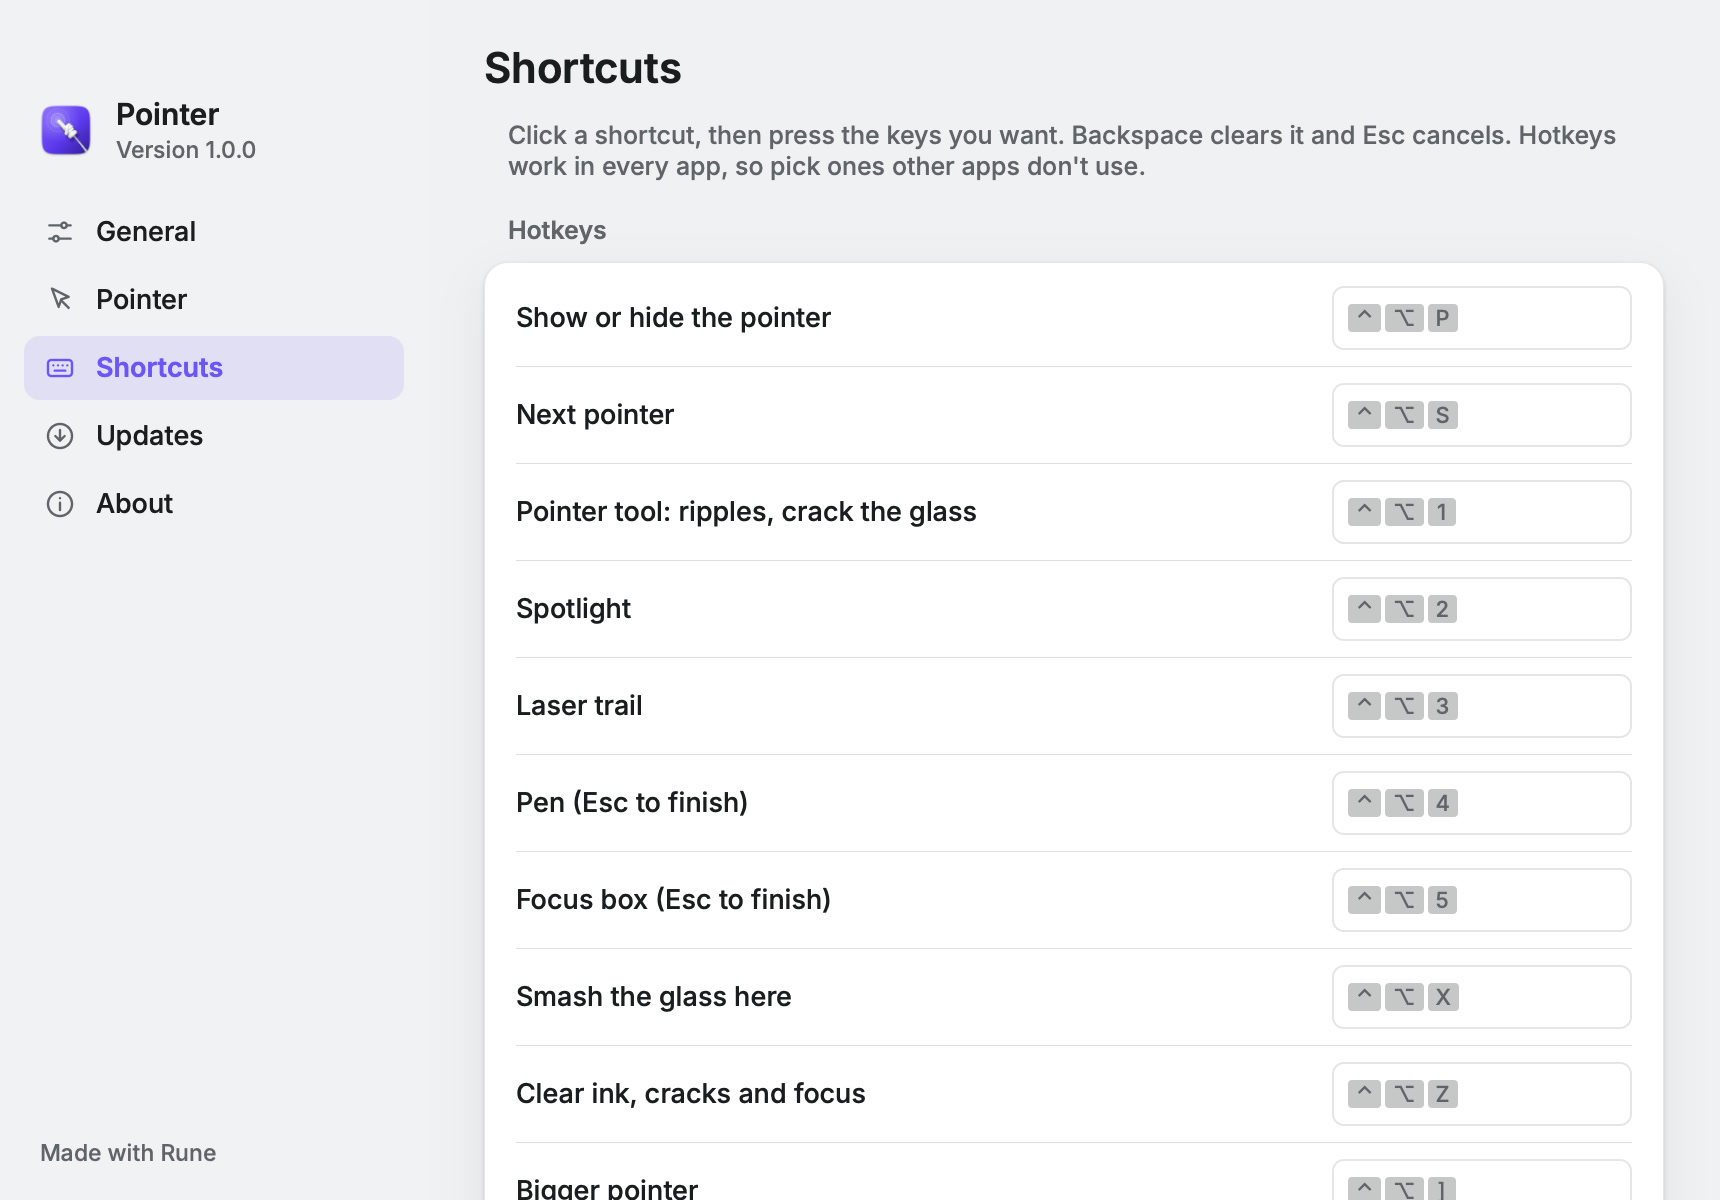 Pointer
Version 1.0.0
General
Pointer
Shortcuts
Updates
About
Made with Rune
Shortcuts
Click a shortcut, then press the keys you want. Backspace clears it and Esc cancels. Hotkeys
work in every app, so pick ones other apps don't use.
Hotkeys
Show or hide the pointer ^ ⌥ P
Next pointer ^ ⌥ S
Pointer tool: ripples, crack the glass ^ ⌥ 1
Spotlight ^ ⌥ 2
Laser trail ^ ⌥ 3
Pen (Esc to finish) ^ ⌥ 4
Focus box (Esc to finish) ^ ⌥ 5
Smash the glass here ^ ⌥ X
Clear ink, cracks and focus ^ ⌥ Z
Bigger pointer ^ ⌥ ]